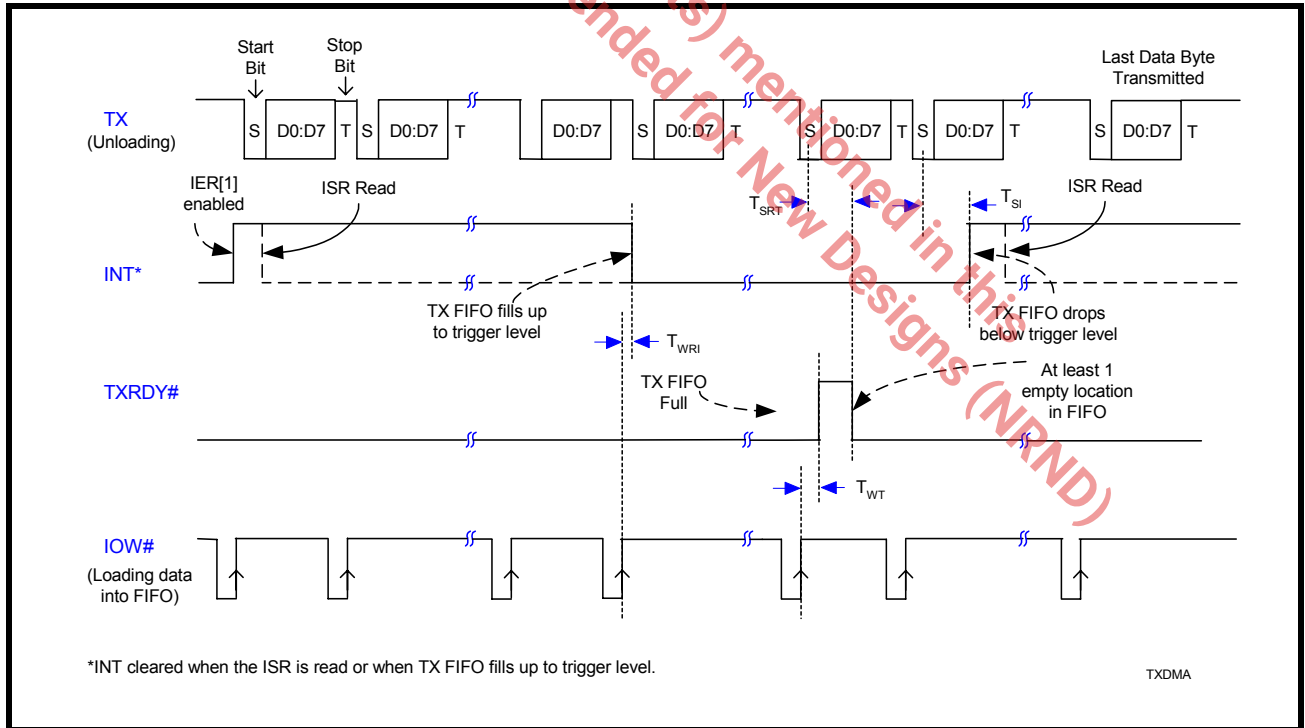 s) mentioned in this
ended for New Designs (NRND)
Start
Bit
Stop
Bit
Last Data Byte
Transmitted
TX
(Unloading)
S D0:D7 T S D0:D7 T D0:D7 S D0:D7 T S D0:D7 T S D0:D7 T S D0:D7 T
IER[1]
enabled
ISR Read
TSRT
TSI
ISR Read
INT*
TX FIFO fills up
to trigger level
TX FIFO drops
below trigger level
TWRI
TXRDY#
TX FIFO
Full
At least 1
empty location
in FIFO
TWT
IOW#
(Loading data
into FIFO)
*INT cleared when the ISR is read or when TX FIFO fills up to trigger level.
TXDMA